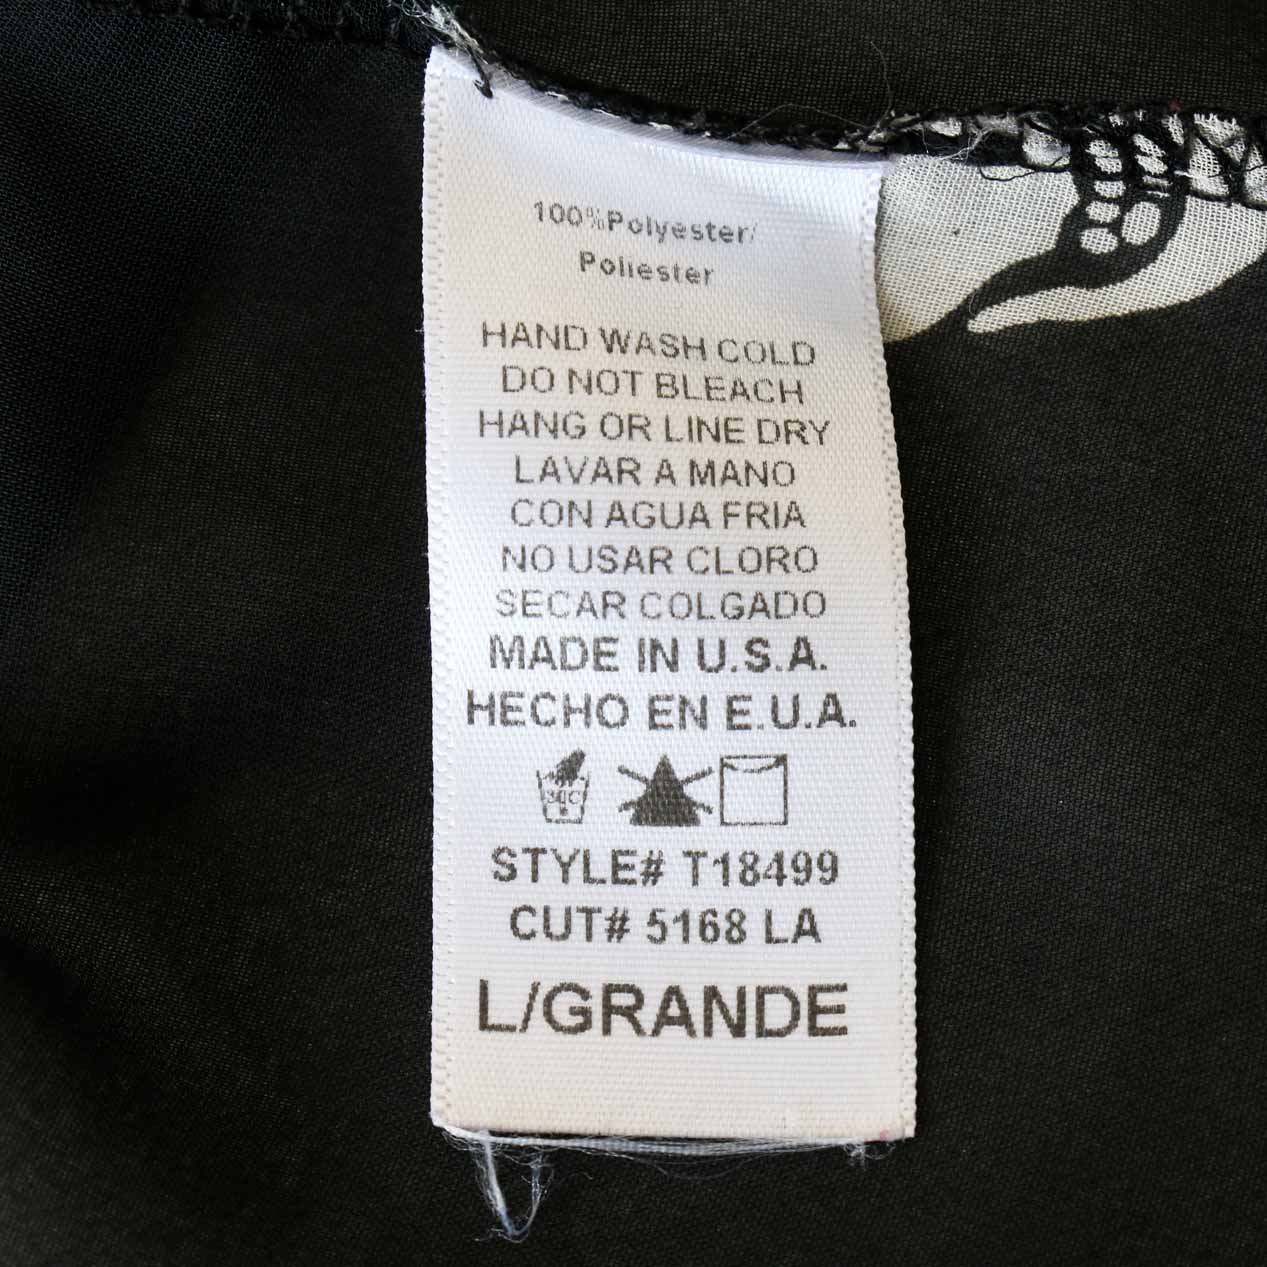 100%Polyester/
Poliester
HAND WASH COLD
DO NOT BLEACH
HANG OR LINE DRY
LAVAR A MANO
CON AGUA FRIA
NO USAR CLORO
SECAR COLGADO
MADE IN U.S.A.
HECHO EN E.U.A.
STYLE# T18499
CUT# 5168 LA
L/GRANDE